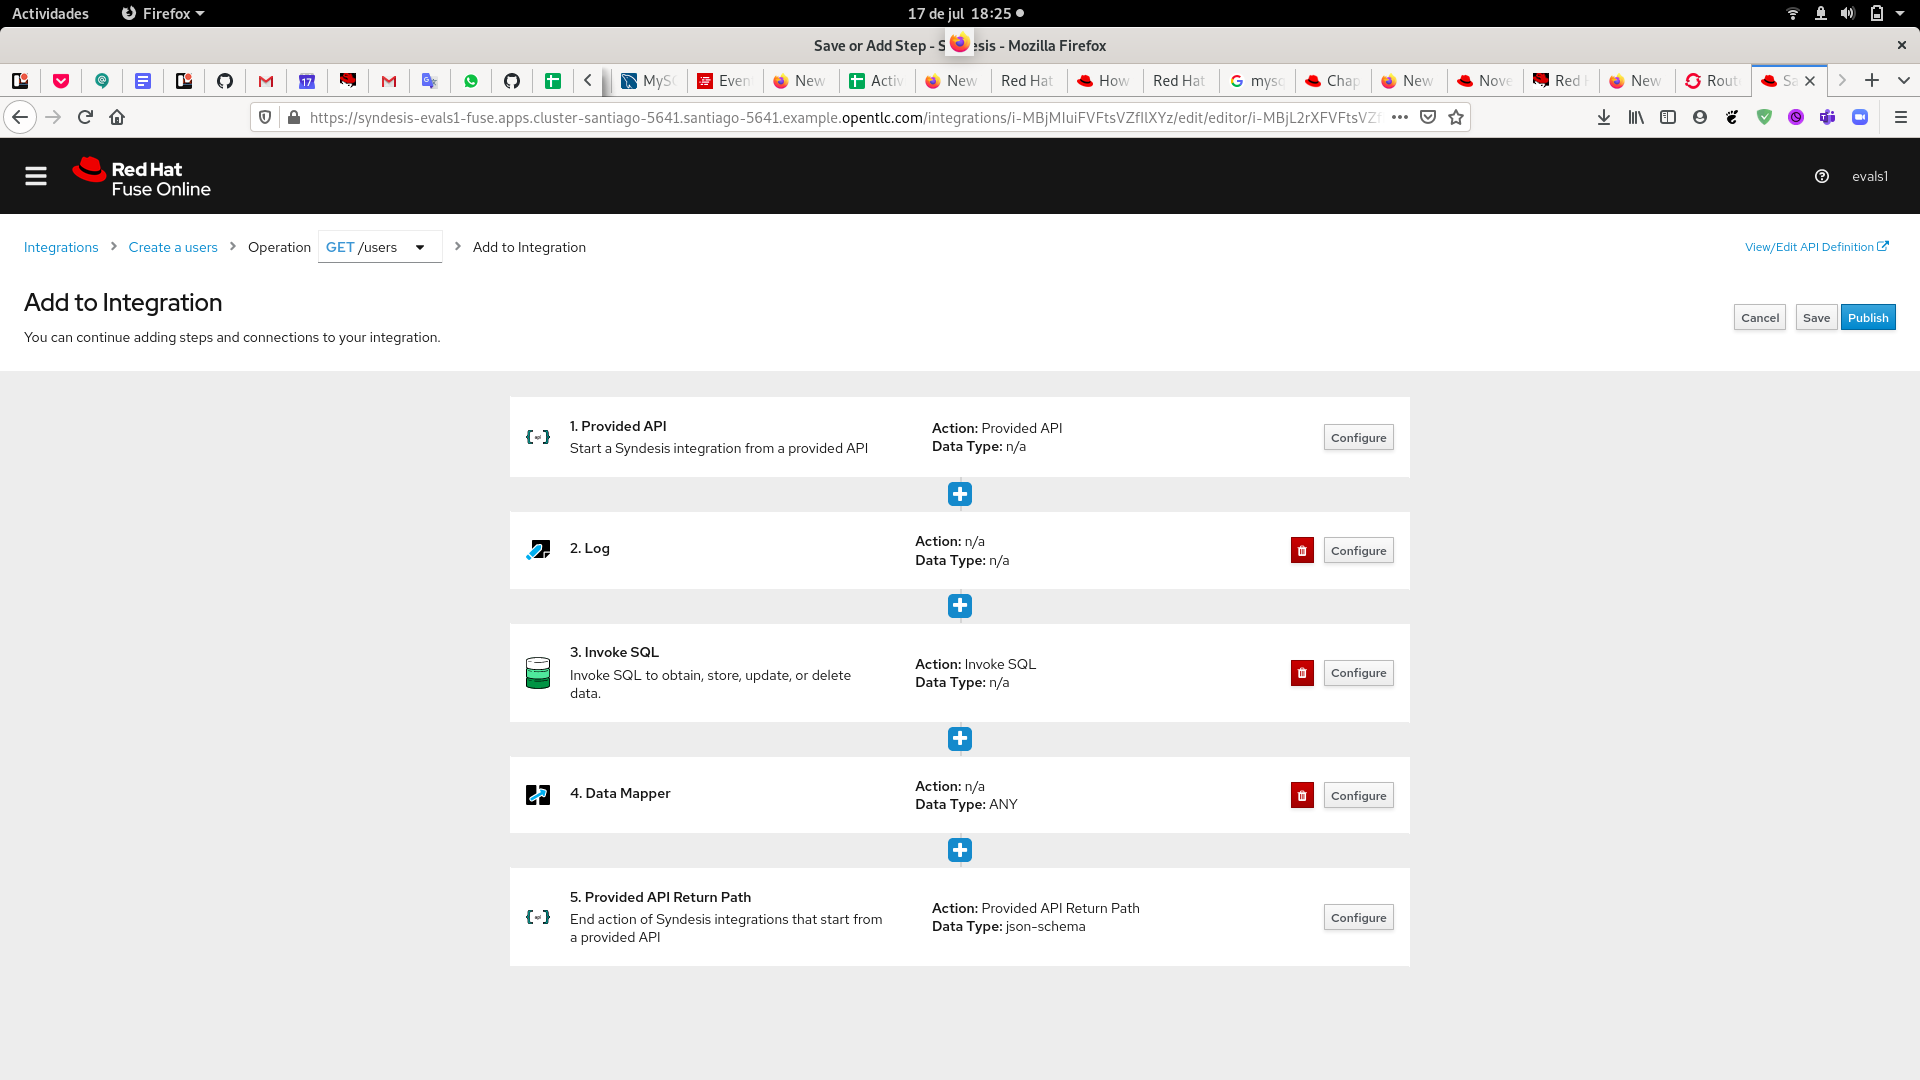 Actividades
Firefox
17 de jul 18:25
Save or Add Step - S esis - Mozilla Firefox
17
MyS
Even
New
Activ
New
Red Hat
How
Red Hat
mysq
Chap
New
Nove
Red
New
Rout
Sa
https://syndesis-evals1-fuse.apps.cluster-santiago-5641.santiago-5641.example.opentlc.com/integrations/i-MBjMIuiFVFtsVZfIlXYz/edit/editor/i-MBjL2rXFVFtsVZf
Red Hat
Fuse Online
evals1
Integrations > Create a users > Operation GET /users > Add to Integration
View/Edit API Definition
Add to Integration
You can continue adding steps and connections to your integration.
Cancel
Save
Publish
1. Provided API
Start a Syndesis integration from a provided API
Action: Provided API
Data Type: n/a
Configure
2. Log
Action: n/a
Data Type: n/a
Configure
3. Invoke SQL
Invoke SQL to obtain, store, update, or delete
data.
Action: Invoke SQL
Data Type: n/a
Configure
4. Data Mapper
Action: n/a
Data Type: ANY
Configure
5. Provided API Return Path
End action of Syndesis integrations that start from
a provided API
Action: Provided API Return Path
Data Type: json-schema
Configure